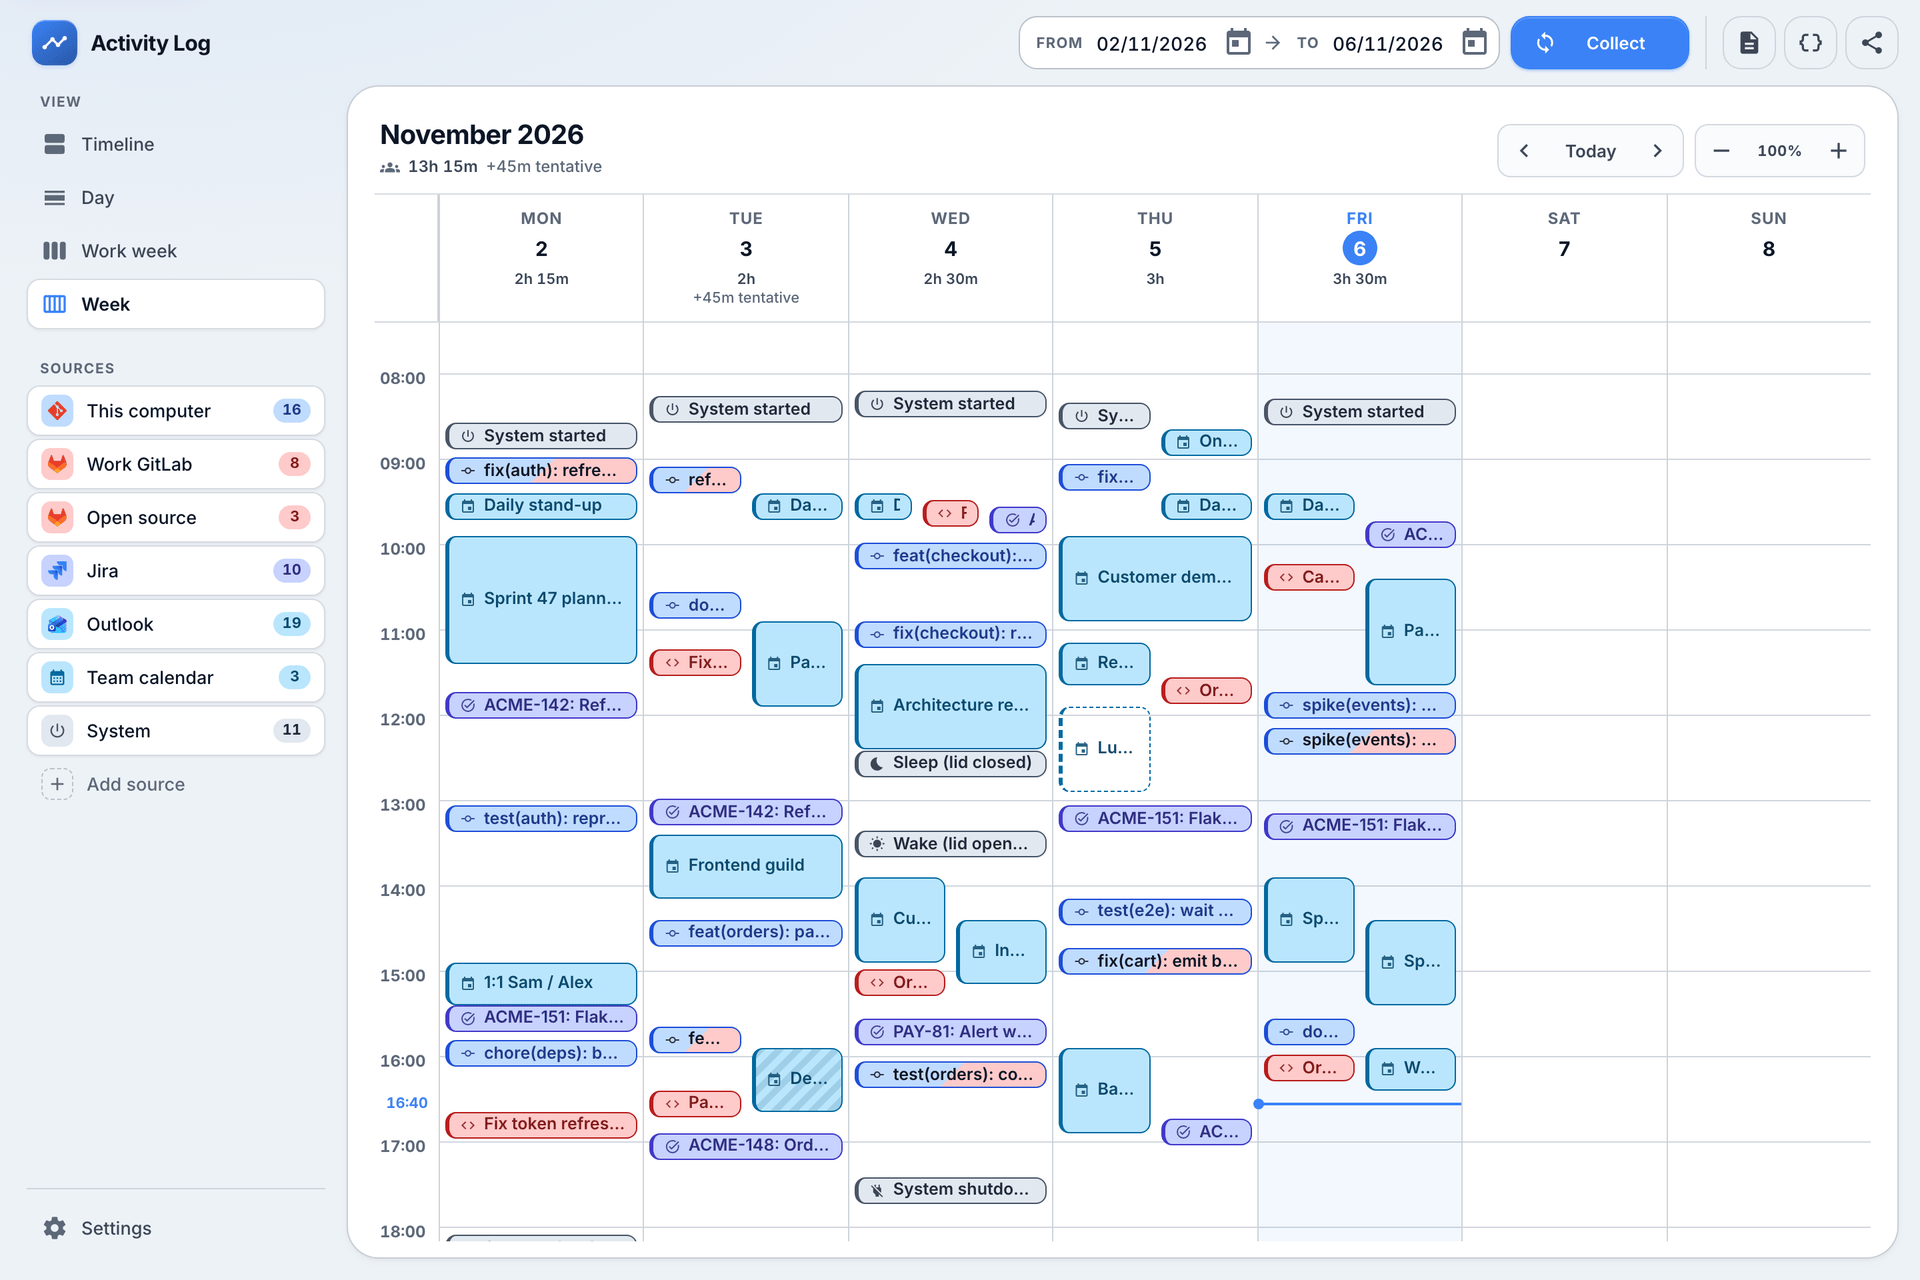 Activity Log
FROM 02/11/2026 → TO 06/11/2026
Collect
VIEW
Timeline
Day
Work week
Week
SOURCES
This computer 16
Work GitLab 8
Open source 3
Jira 10
Outlook 19
Team calendar 3
System 11
Add source
Settings
November 2026
13h 15m +45m tentative
Today
100%
MON
2
2h 15m
TUE
3
2h
+45m tentative
WED
4
2h 30m
THU
5
3h
FRI
6
3h 30m
SAT
7
SUN
8
08:00
09:00
10:00
11:00
12:00
13:00
14:00
15:00
16:00
16:40
17:00
18:00
System started
fix(auth): refre...
Daily stand-up
Sprint 47 plann...
ACME-142: Ref...
test(auth): repr...
1:1 Sam / Alex
ACME-151: Flak...
chore(deps): b...
Fix token refres...
System started
ref...
Da...
do...
Pa...
Fix...
ACME-142: Ref...
Frontend guild
feat(orders): pa...
fe...
De...
Pa...
ACME-148: Ord...
System started
feat(checkout):...
fix(checkout): r...
Architecture re...
Sleep (lid closed)
Wake (lid open...
Cu...
In...
Or...
PAY-81: Alert w...
test(orders): co...
System shutdo...
Sy...
On...
fix...
Da...
Customer dem...
Re...
Or...
Lu...
ACME-151: Flak...
test(e2e): wait ...
fix(cart): emit b...
Ba...
AC...
System started
Da...
AC...
Ca...
Pa...
spike(events): ...
spike(events): ...
ACME-151: Flak...
Sp...
Sp...
do...
Or...
W...